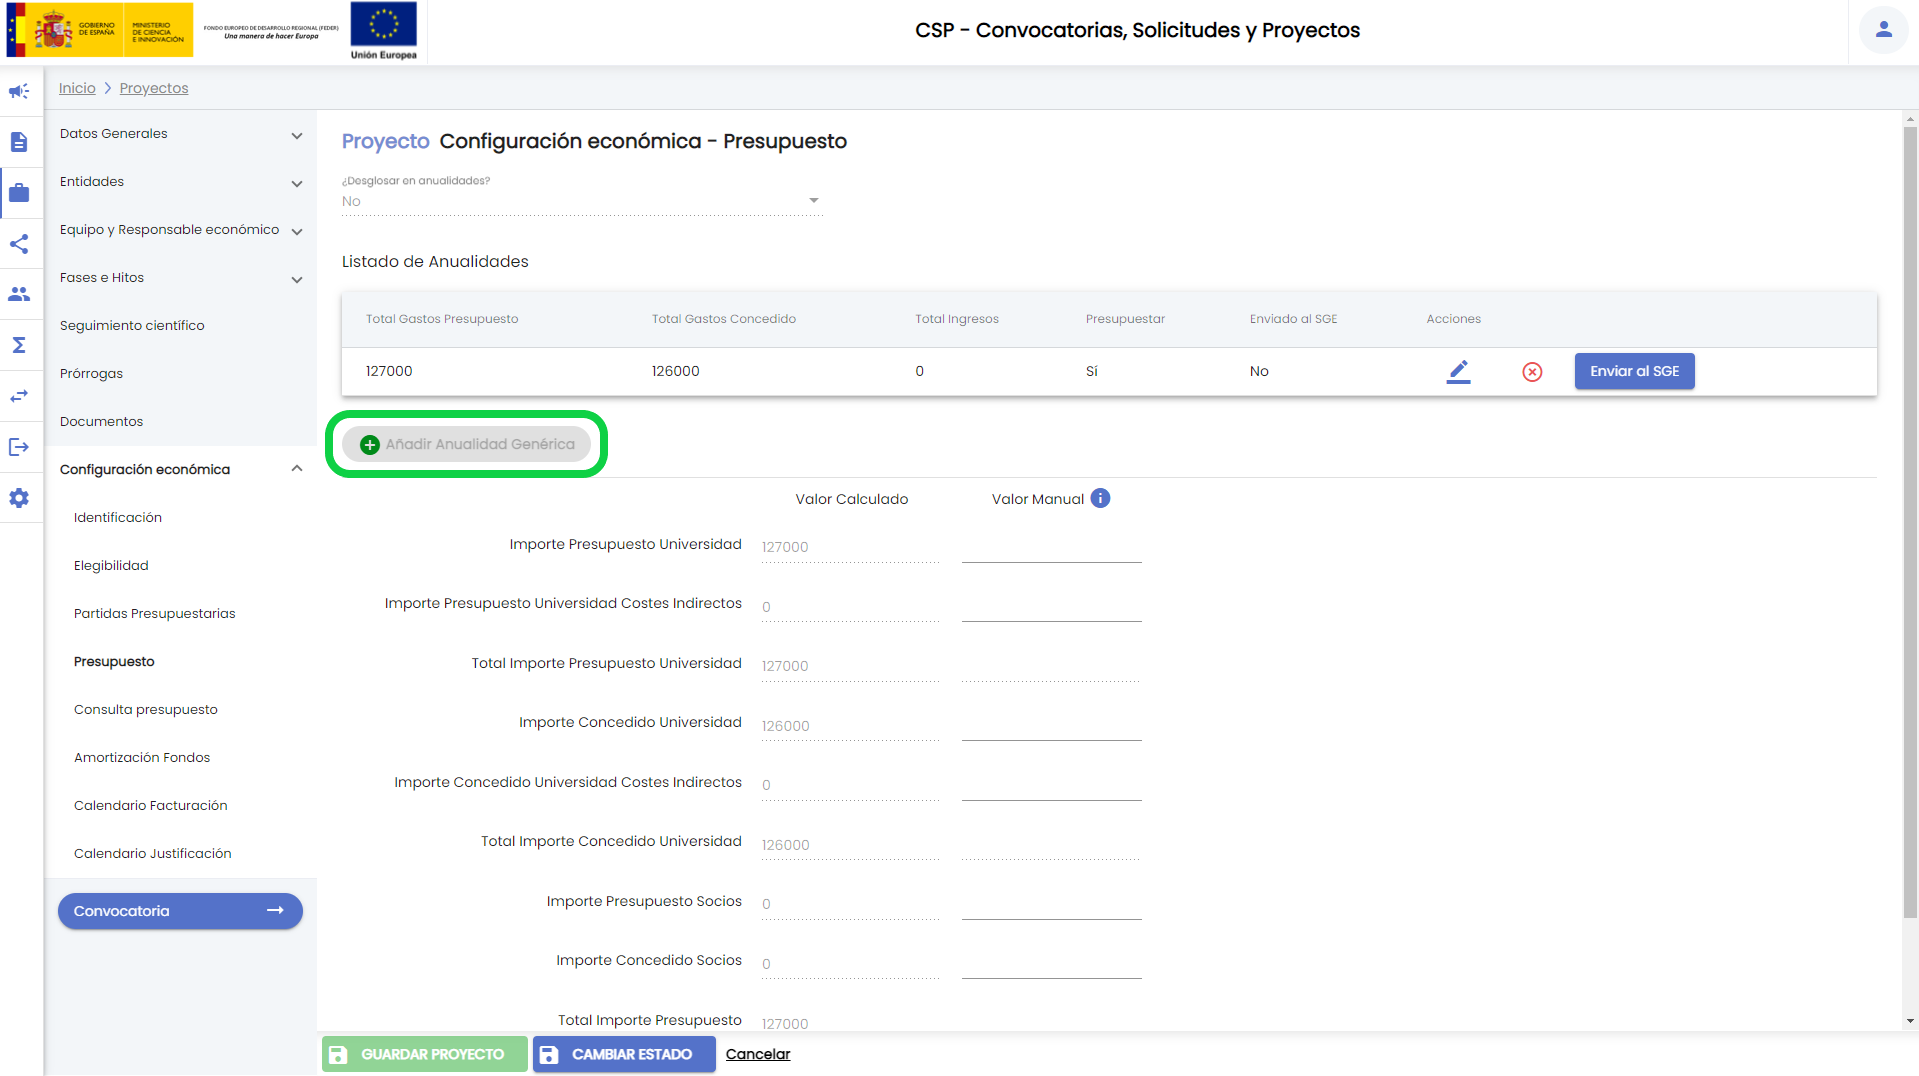 GOBIERNO
DE ESPAÑA
MINISTERIO
DE CIENCIA
E INNOVACIÓN
FONDO EUROPEO DE DESARROLLO REGIONAL (FEDER)
Una manera de hacer Europa
Unión Europea
CSP - Convocatorias, Solicitudes y Proyectos
Inicio > Proyectos
Datos Generales
Entidades
Equipo y Responsable económico
Fases e Hitos
Seguimiento científico
Prórrogas
Documentos
Configuración económica
Identificación
Elegibilidad
Partidas Presupuestarias
Presupuesto
Consulta presupuesto
Amortización Fondos
Calendario Facturación
Calendario Justificación
Convocatoria
Proyecto Configuración económica - Presupuesto
¿Desglosar en anualidades?
No
Listado de Anualidades
Total Gastos Presupuesto Total Gastos Concedido Total Ingresos Presupuestar Enviado al SGE Acciones
127000 126000 0 Sí No Enviar al SGE
Añadir Anualidad Genérica
Valor Calculado Valor Manual i
Importe Presupuesto Universidad 127000
Importe Presupuesto Universidad Costes Indirectos 0
Total Importe Presupuesto Universidad 127000
Importe Concedido Universidad 126000
Importe Concedido Universidad Costes Indirectos 0
Total Importe Concedido Universidad 126000
Importe Presupuesto Socios 0
Importe Concedido Socios 0
Total Importe Presupuesto 127000
GUARDAR PROYECTO CAMBIAR ESTADO Cancelar